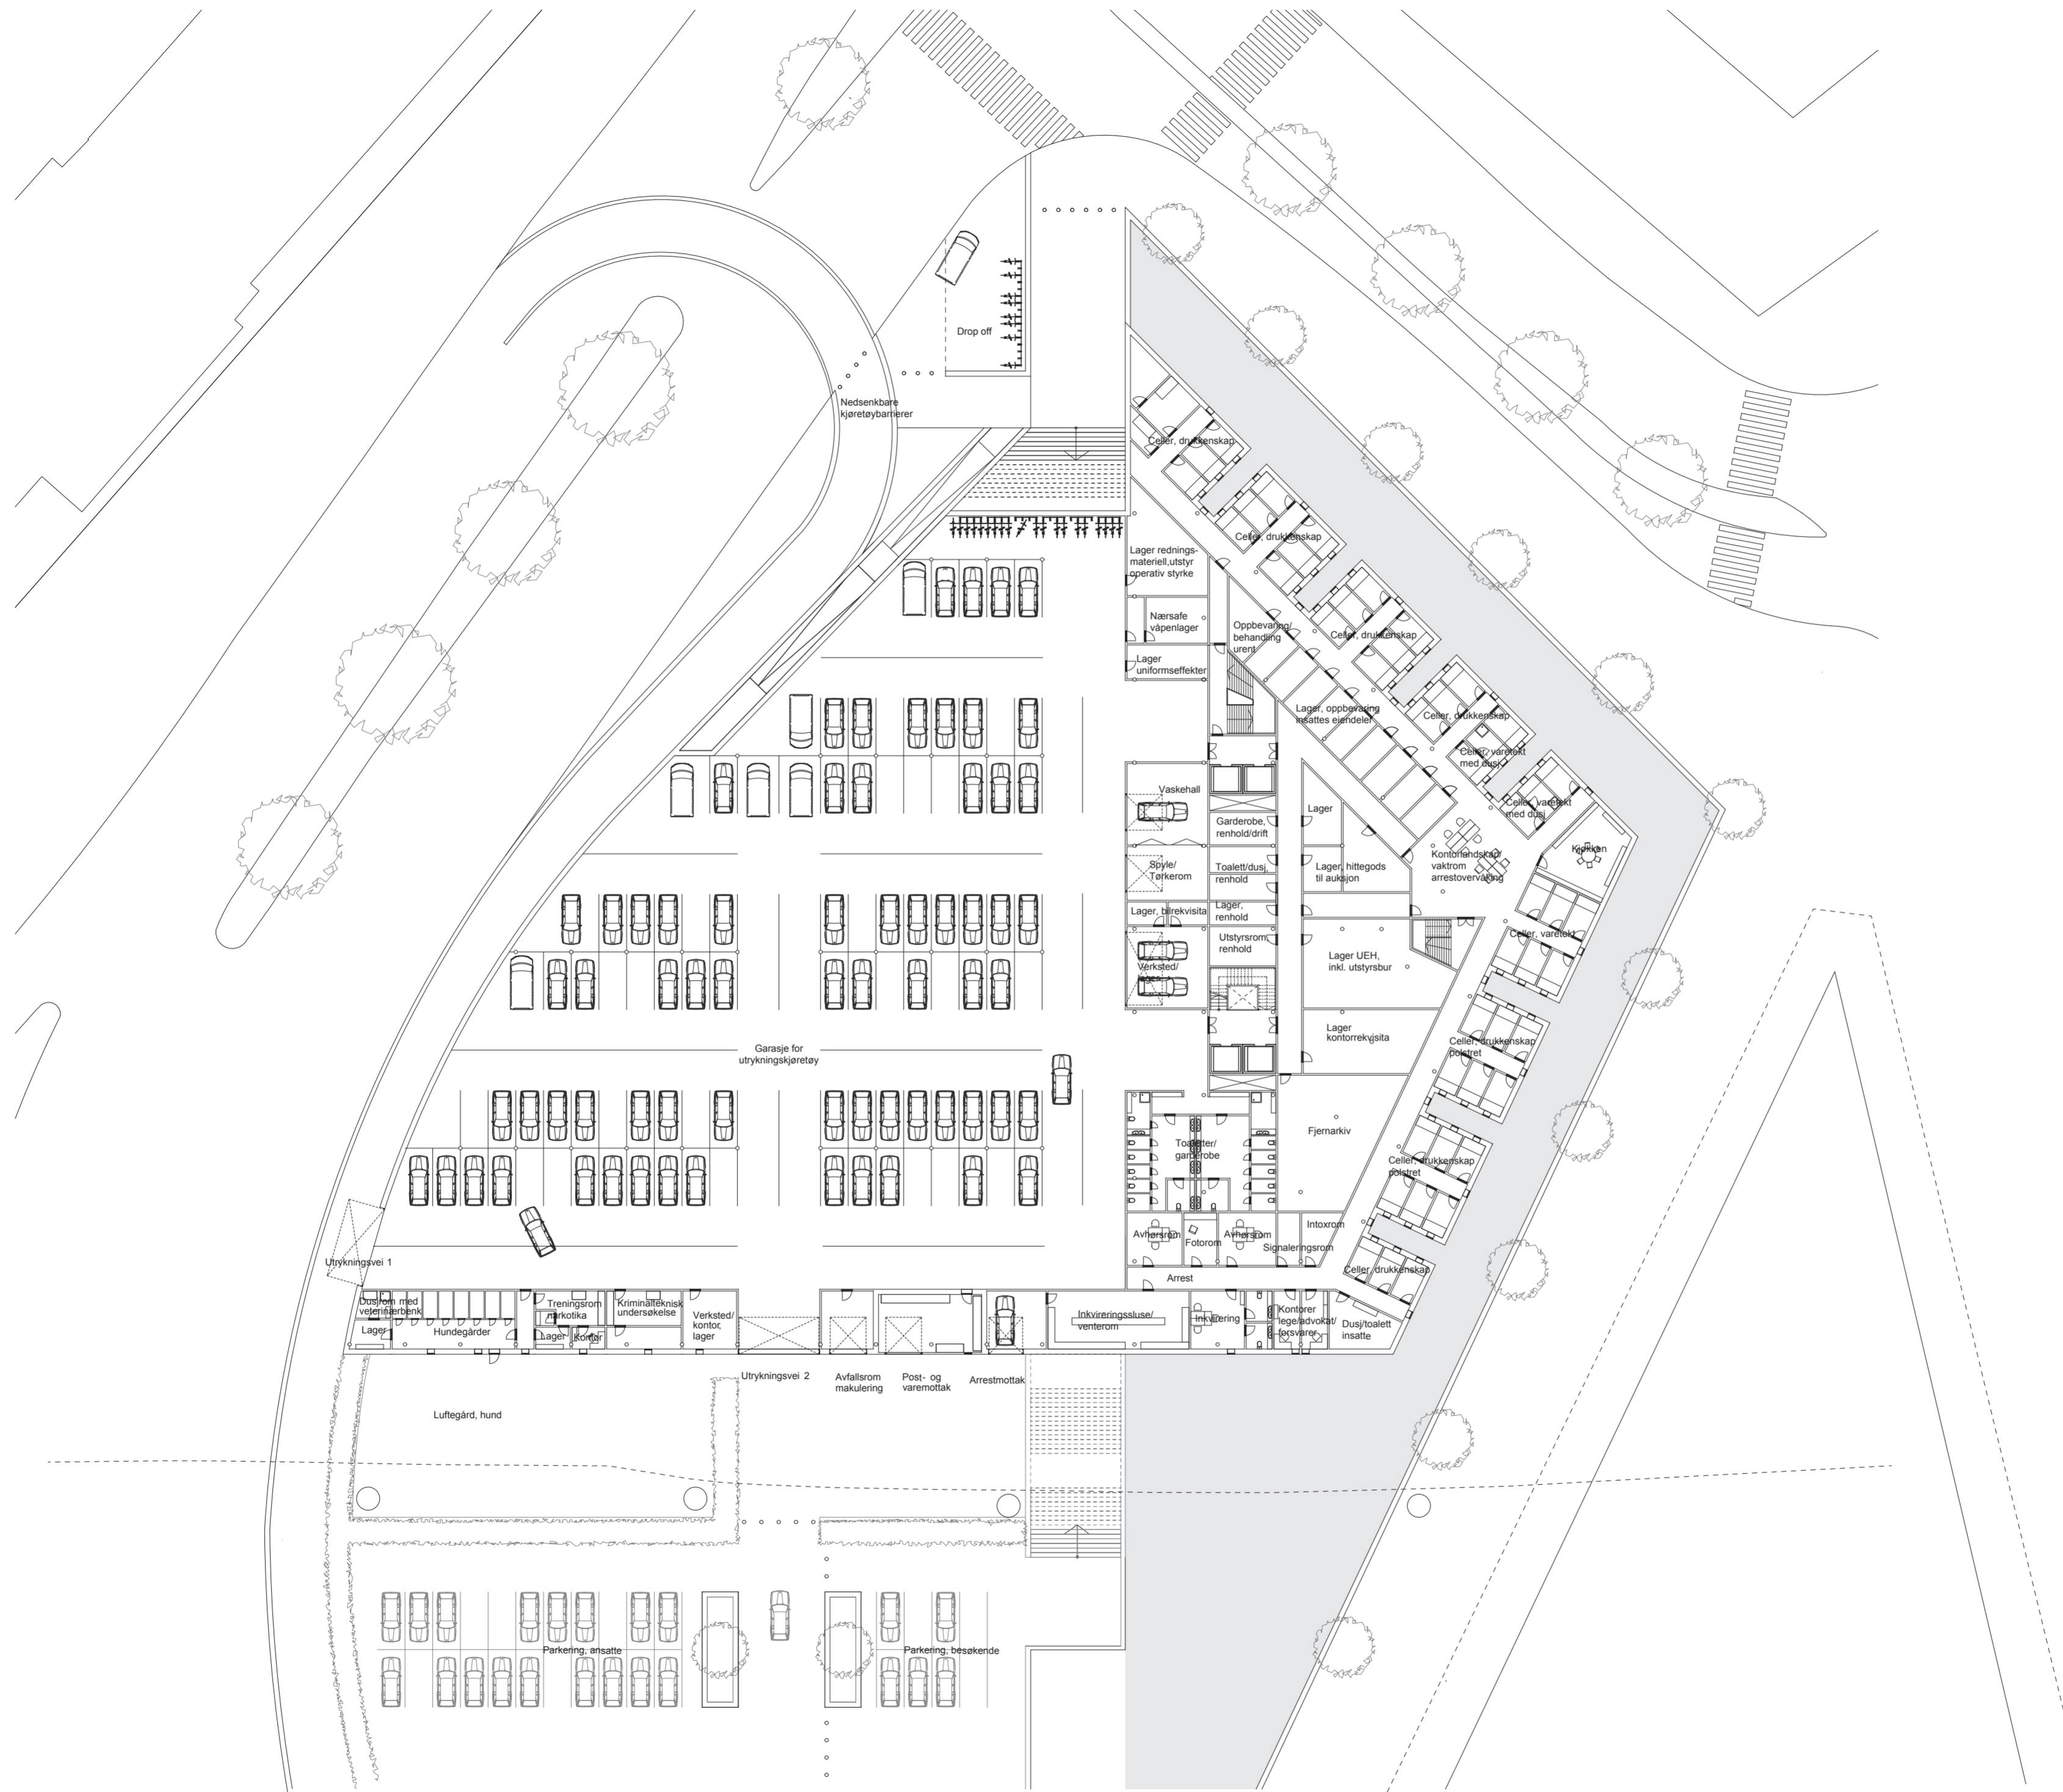 Drop off
Nedsenkbare
kjøretøybarrierer
Celler, drukkenskap
Celler, drukkenskap
Lager rednings-
materiell,utstyr
operativ styrke
Nærsafe
våpenlager
Oppbevaring/
behandling
urent
Celler, drukkenskap
Lager
uniformseffekter
Lager, oppbevaring
insattes eiendeler
Celler, drukkenskap
Celler, varetekt
med dusj
Vaskehall
Lager
Celler, varetekt
med dusj
Garderobe,
renhold/drift
Kontorlandskap/
vaktrom
arrestovervåking
Kjøkken
Spyle/
Tørkerom
Toalett/dusj,
renhold
Lager, hittegods
til auksjon
Lager, bilrekvisita
Lager,
renhold
Celler, varetekt
Utstyrsrom,
renhold
Verksted/
lager
Lager UEH,
inkl. utstyrsbur
Lager
kontorrekvisita
Celler, drukkenskap
polstret
Garasje for
utrykningskjøretøy
Fjernarkiv
Toaletter/
garderobe
Celler, drukkenskap
polstret
Avhørsrom
Fotorom
Avhørsrom
Intoxrom
Signaleringsrom
Utrykningsvei 1
Celler, drukkenskap
Arrest
Dusjrom med
veterinærbenk
Lager
Hundegårder
Treningsrom
narkotika
Lager
Kontor
Kriminalteknisk
undersøkelse
Verksted/
kontor,
lager
Inkvireringssluse/
venterom
Inkvirering
Kontorer
lege/advokat/
forsvarer
Dusj/toalett
insatte
Utrykningsvei 2
Avfallsrom
makulering
Post- og
varemottak
Arrestmottak
Luftegård, hund
Parkering, ansatte
Parkering, besøkende